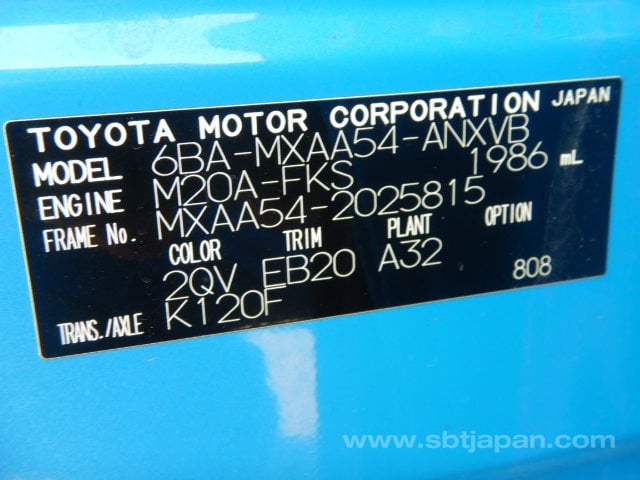 TOYOTA MOTOR CORPORATION JAPAN
MODEL 6BA-MXAA54-ANXVB
ENGINE M20A-FKS 1986 mL
FRAME No. MXAA54-2025815
COLOR TRIM PLANT OPTION
2QV EB20 A32 808
TRANS./AXLE K120F
www.sbtjapan.com